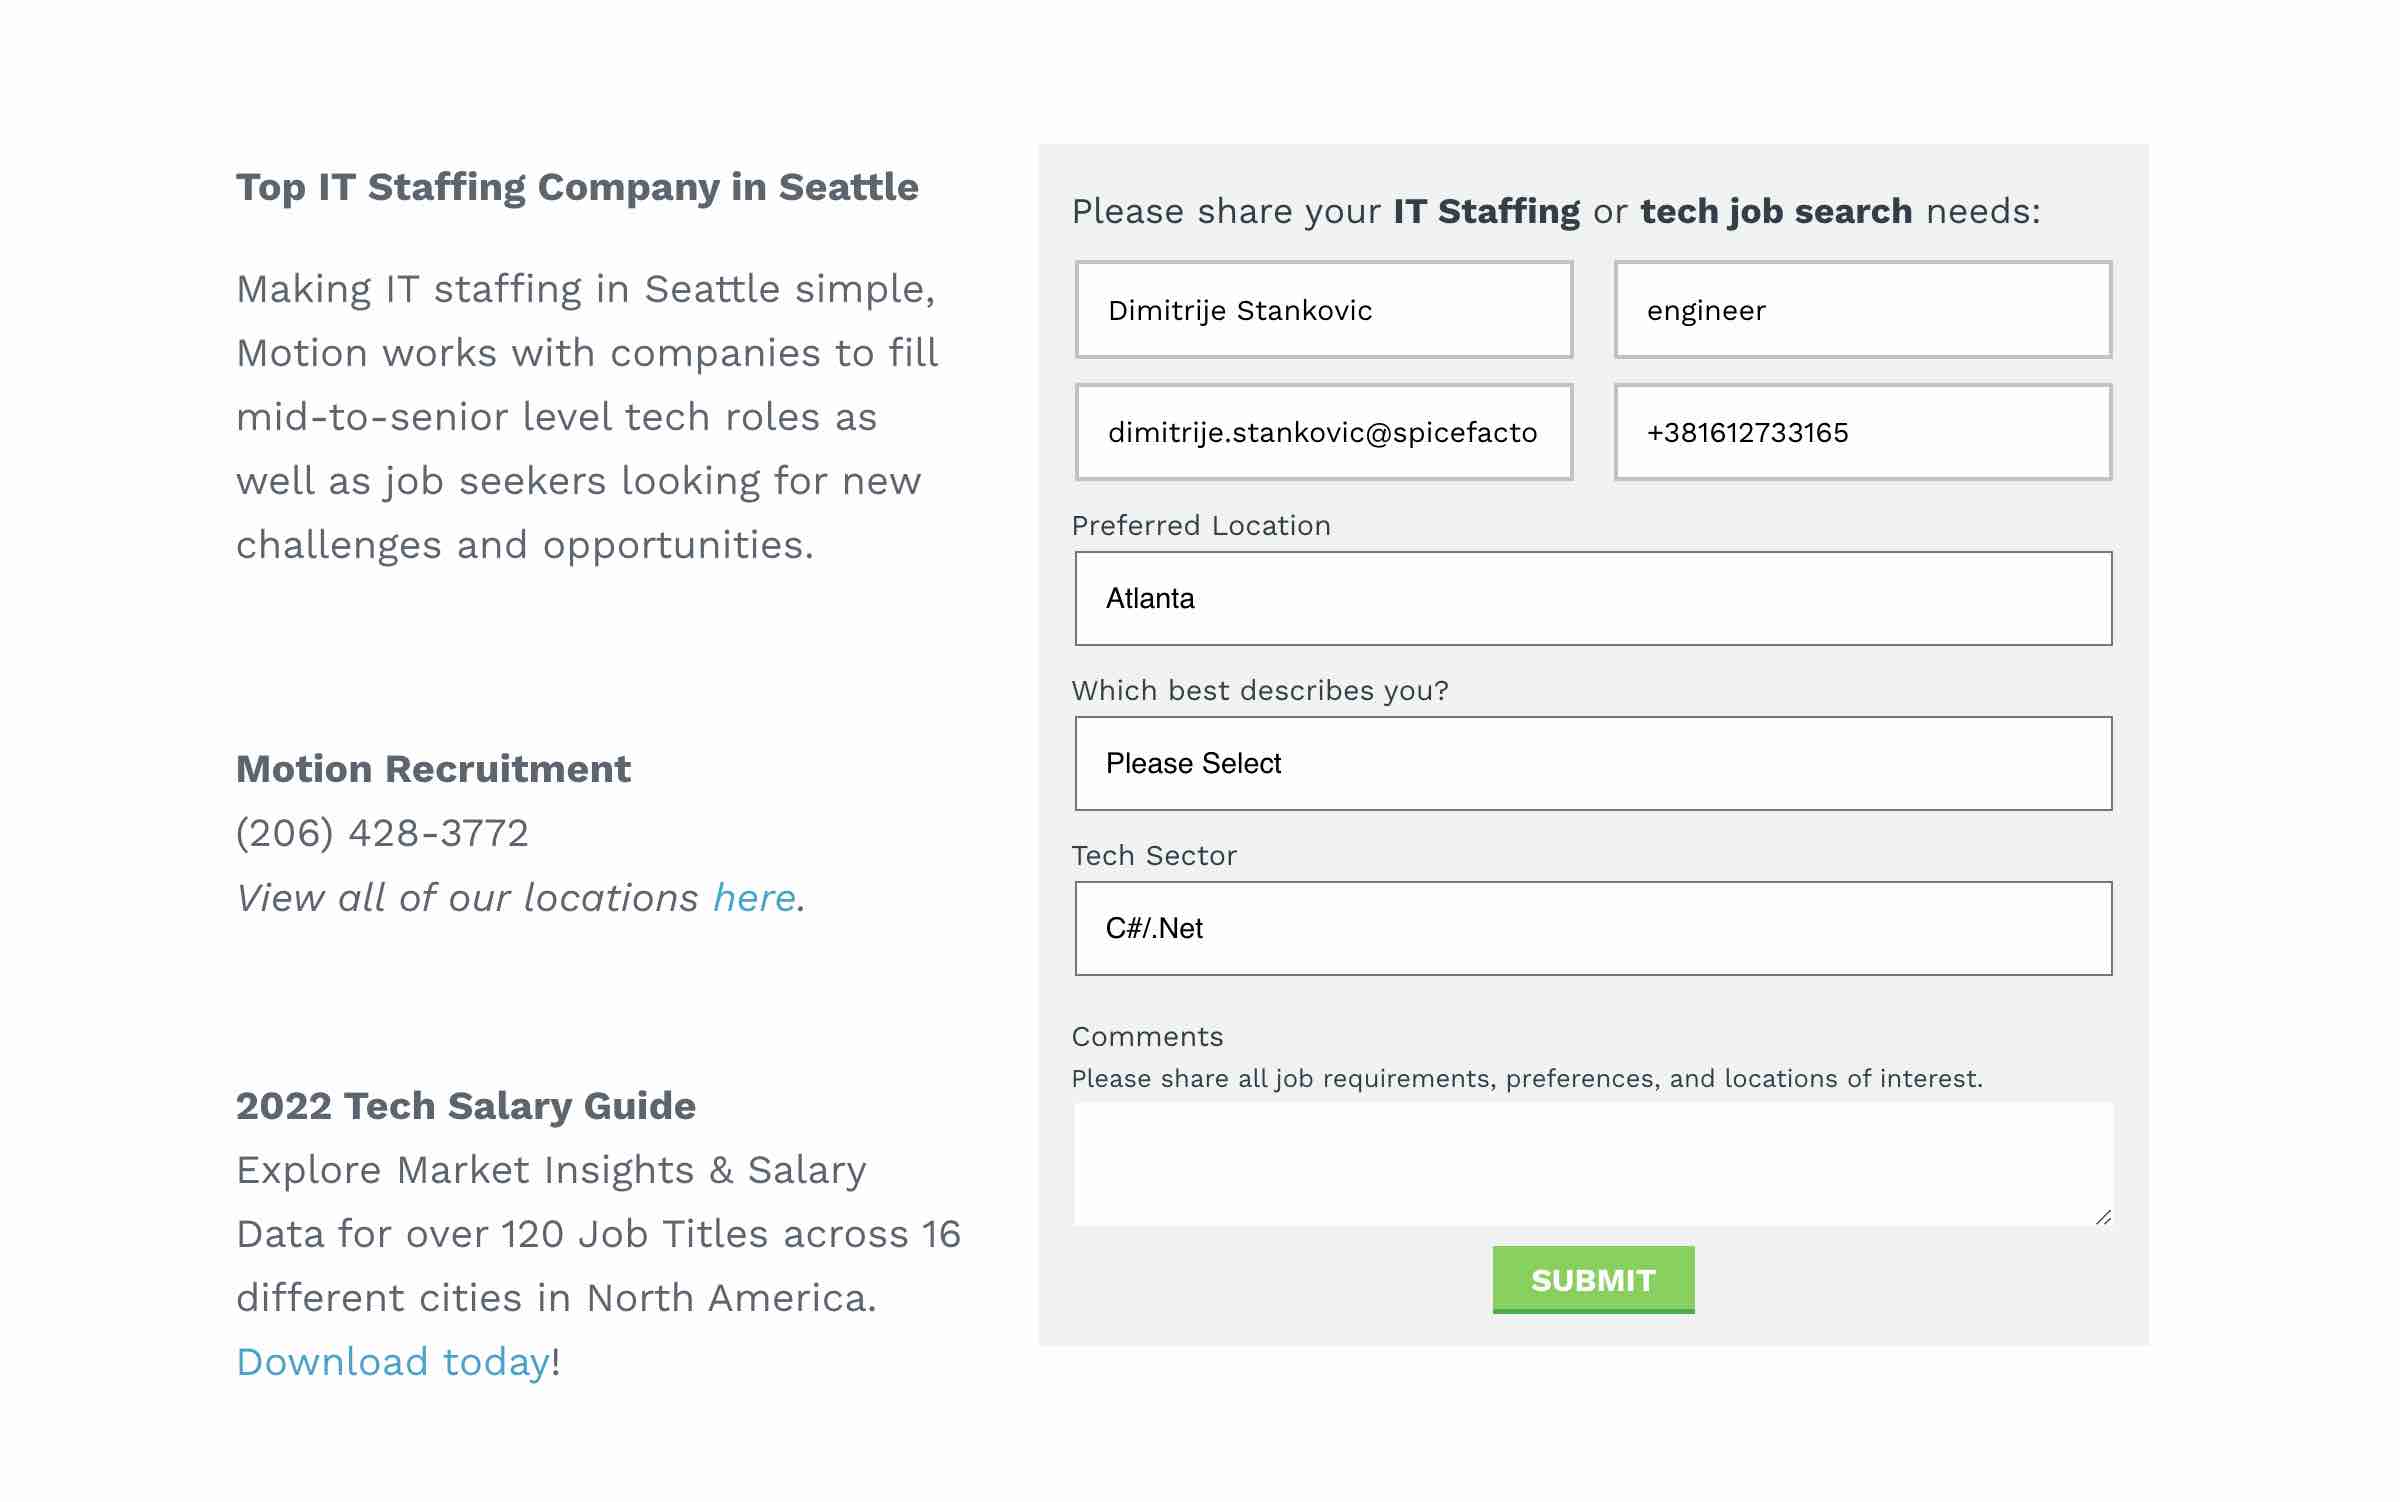 Top IT Staffing Company in Seattle
Making IT staffing in Seattle simple,
Motion works with companies to fill
mid-to-senior level tech roles as
well as job seekers looking for new
challenges and opportunities.
Motion Recruitment
(206) 428-3772
View all of our locations here.
2022 Tech Salary Guide
Explore Market Insights & Salary
Data for over 120 Job Titles across 16
different cities in North America.
Download today!
Please share your IT Staffing or tech job search needs:
Dimitrije Stankovic
engineer
dimitrije.stankovic@spicefacto
+381612733165
Preferred Location
Atlanta
Which best describes you?
Please Select
Tech Sector
C#/.Net
Comments
Please share all job requirements, preferences, and locations of interest.
SUBMIT